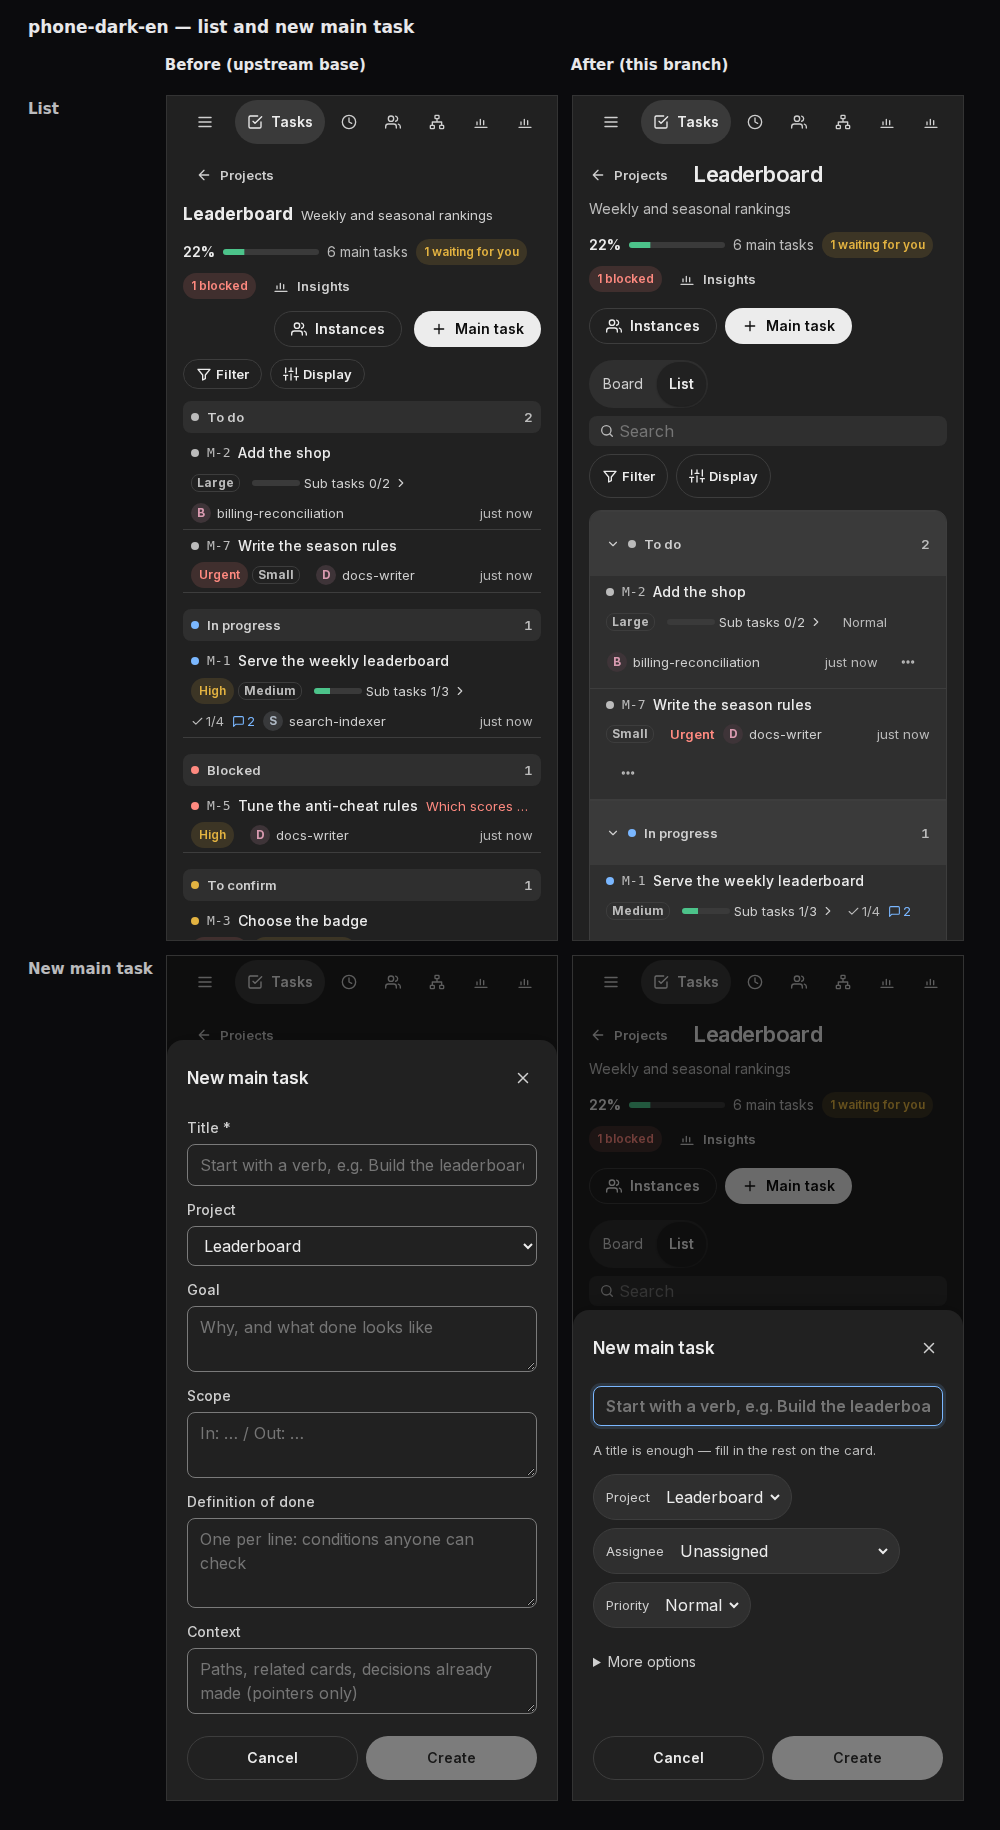 phone-dark-en — list and new main task
Before (upstream base)
After (this branch)
List
Tasks
Projects
Leaderboard Weekly and seasonal rankings
22% 6 main tasks 1 waiting for you
1 blocked Insights
Instances Main task
Filter Display
To do 2
M-2 Add the shop
Large Sub tasks 0/2
B billing-reconciliation just now
M-7 Write the season rules
Urgent Small D docs-writer just now
In progress 1
M-1 Serve the weekly leaderboard
High Medium Sub tasks 1/3
1/4 2 S search-indexer just now
Blocked 1
M-5 Tune the anti-cheat rules Which scores …
High D docs-writer just now
To confirm 1
M-3 Choose the badge
Tasks
Projects Leaderboard
Weekly and seasonal rankings
22% 6 main tasks 1 waiting for you
1 blocked Insights
Instances Main task
Board List
Search
Filter Display
To do 2
M-2 Add the shop
Large Sub tasks 0/2 Normal
B billing-reconciliation just now
M-7 Write the season rules
Small Urgent D docs-writer just now
In progress 1
M-1 Serve the weekly leaderboard
Medium Sub tasks 1/3 1/4 2
New main task
Tasks
Projects
New main task
Title *
Start with a verb, e.g. Build the leaderboar
Project
Leaderboard
Goal
Why, and what done looks like
Scope
In: … / Out: …
Definition of done
One per line: conditions anyone can
check
Context
Paths, related cards, decisions already
made (pointers only)
Cancel Create
Tasks
Projects Leaderboard
Weekly and seasonal rankings
22% 6 main tasks 1 waiting for you
1 blocked Insights
Instances Main task
Board List
Search
New main task
Start with a verb, e.g. Build the leaderboa
A title is enough — fill in the rest on the card.
Project Leaderboard
Assignee Unassigned
Priority Normal
More options
Cancel Create